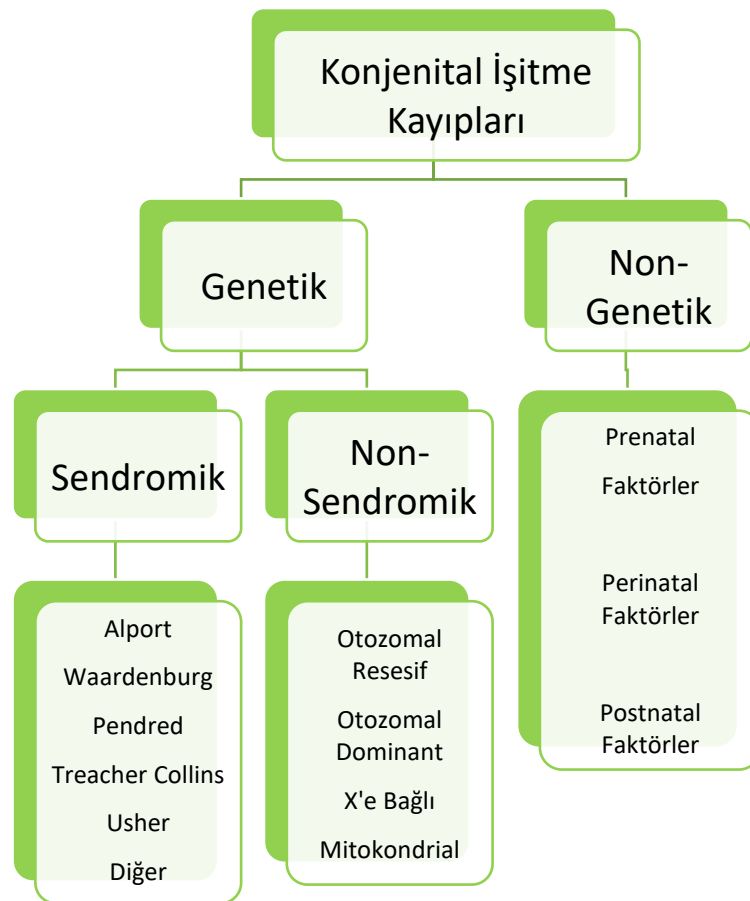 Konjenital İşitme
Kayıpları
Genetik
Non-
Genetik
Sendromik
Non-
Sendromik
Prenatal
Faktörler
Perinatal
Faktörler
Postnatal
Faktörler
Alport
Waardenburg
Pendred
Treacher Collins
Usher
Diğer
Otozomal
Resesif
Otozomal
Dominant
X'e Bağlı
Mitokondrial